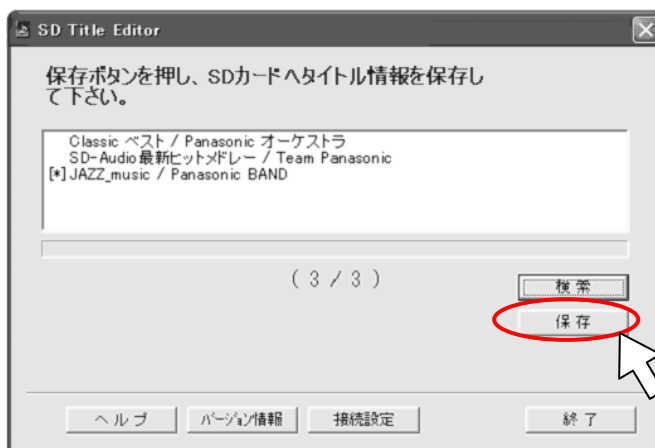 SD Title Editor
保存ボタンを押し、SDカードへタイトル情報を保存し
て下さい。
Classic ベスト / Panasonic オーケストラ
SD-Audio最新ヒットメドレー / Team Panasonic
[*]JAZZ_music / Panasonic BAND
( 3 / 3 )
検 索
保 存
ヘ ル プ バージョン情報 接続設定 終 了